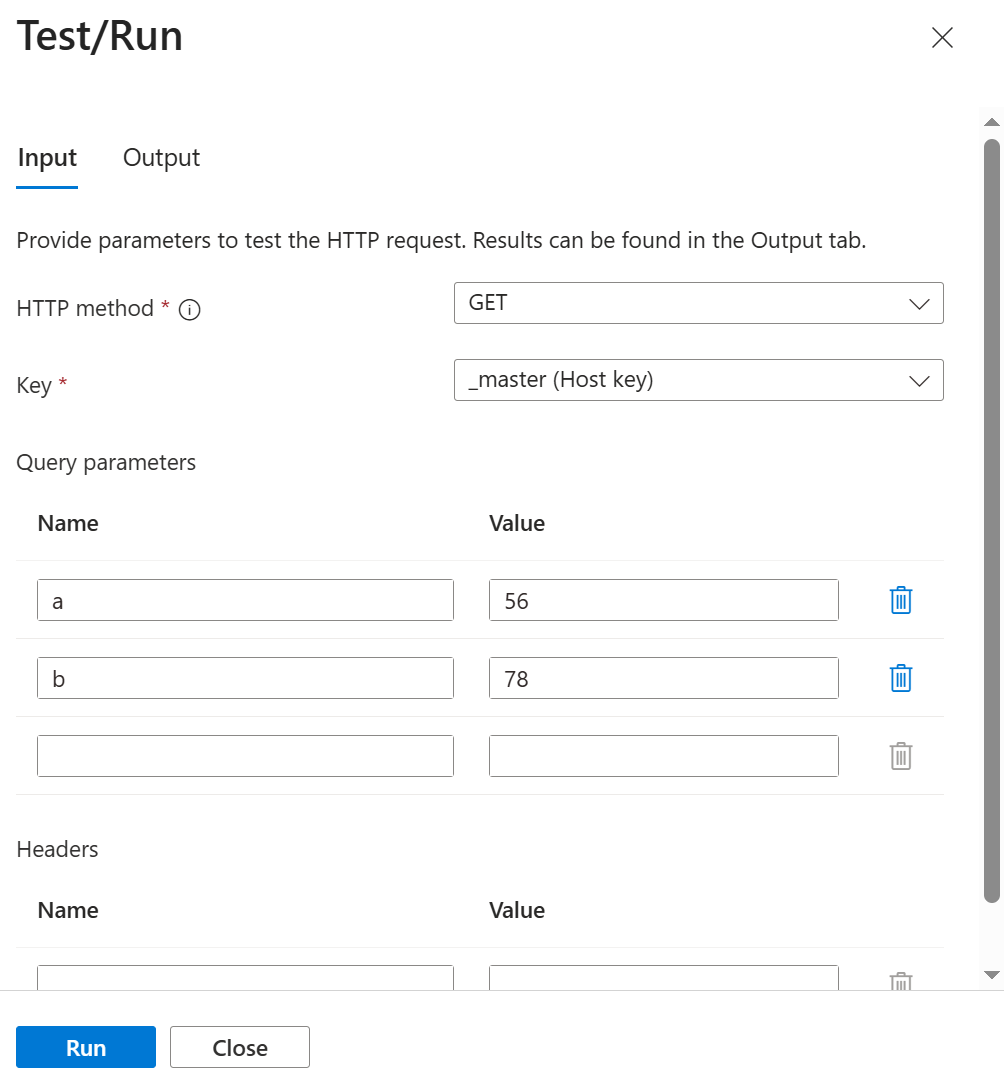 Test/Run
Input Output
Provide parameters to test the HTTP request. Results can be found in the Output tab.
HTTP method * GET
Key * _master (Host key)
Query parameters
Name Value
a 56
b 78
Headers
Name Value
Run Close